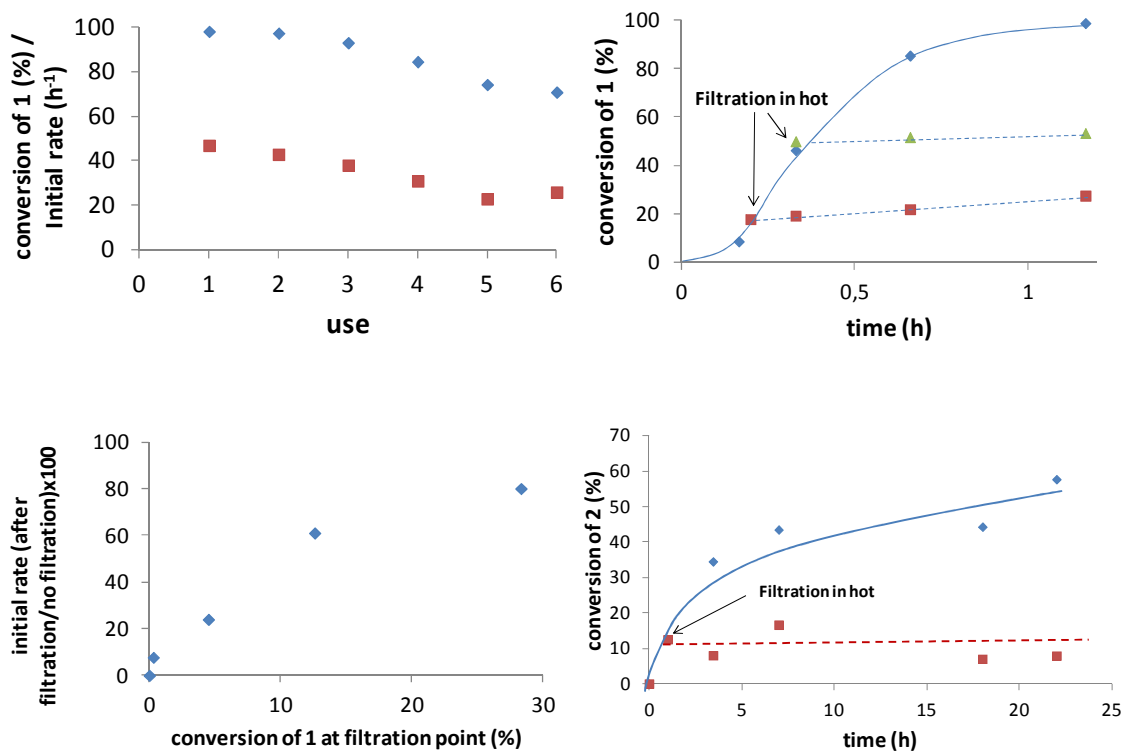 conversion of 1 (%) /
Initial rate (h-1)
100
80
60
40
20
0
0 1 2 3 4 5 6
use
conversion of 1 (%)
100
80
60
40
20
0
Filtration in hot
0 0,5 1
time (h)
initial rate (after
filtration/no filtration)x100
100
80
60
40
20
0
0 10 20 30
conversion of 1 at filtration point (%)
conversion of 2 (%)
70
60
50
40
30
20
10
0
Filtration in hot
0 5 10 15 20 25
time (h)